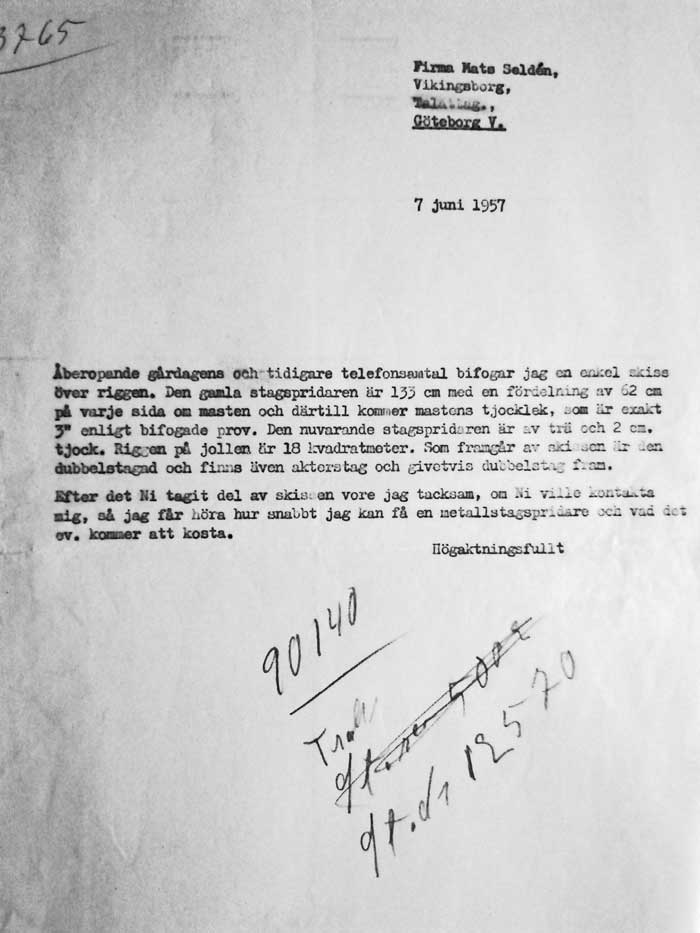 3765
Firma Mats Seldén,
Vikingsborg,
Göteborg V.
7 juni 1957
Åberopande gårdagens och tidigare telefonsamtal bifogar jag en enkel skiss
över riggen. Den gamla stagspridaren är 133 cm med en fördelning av 62 cm
på varje sida om masten och därtill kommer mastens tjocklek, som är exakt
3" enligt bifogade prov. Den nuvarande stagspridaren är av trä och 2 cm.
tjock. Riggen på jollen är 18 kvadratmeter. Som framgår av skissen är den
dubbelstagad och finns även akterstag och givetvis dubbelstag fram.
Efter det Ni tagit del av skissen vore jag tacksam, om Ni ville kontakta
mig, så jag får höra hur snabbt jag kan få en metallstagspridare och vad det
ev. kommer att kosta.
Högaktningsfullt
90140
12570